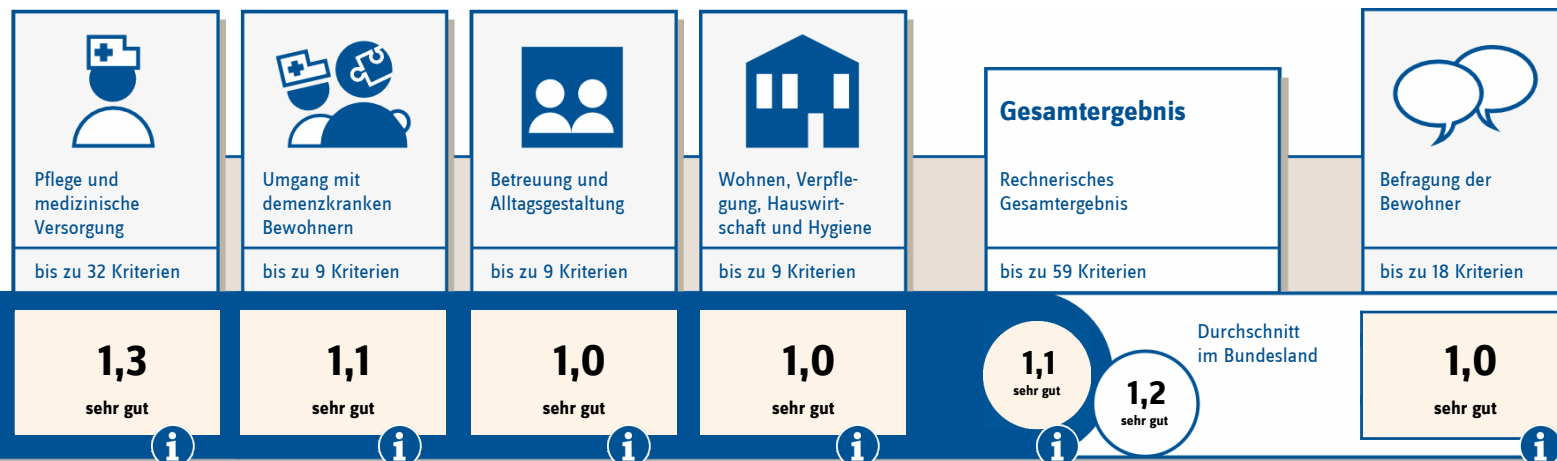 Pflege und
medizinische
Versorgung
bis zu 32 Kriterien
1,3
sehr gut
i
Umgang mit
demenzkranken
Bewohnern
bis zu 9 Kriterien
1,1
sehr gut
i
Betreuung und
Alltagsgestaltung
bis zu 9 Kriterien
1,0
sehr gut
i
Wohnen, Verpfle-
gung, Hauswirt-
schaft und Hygiene
bis zu 9 Kriterien
1,0
sehr gut
i
Gesamtergebnis
Rechnerisches
Gesamtergebnis
bis zu 59 Kriterien
1,1
sehr gut
i
Durchschnitt
im Bundesland
1,2
sehr gut
Befragung der
Bewohner
bis zu 18 Kriterien
1,0
sehr gut
i